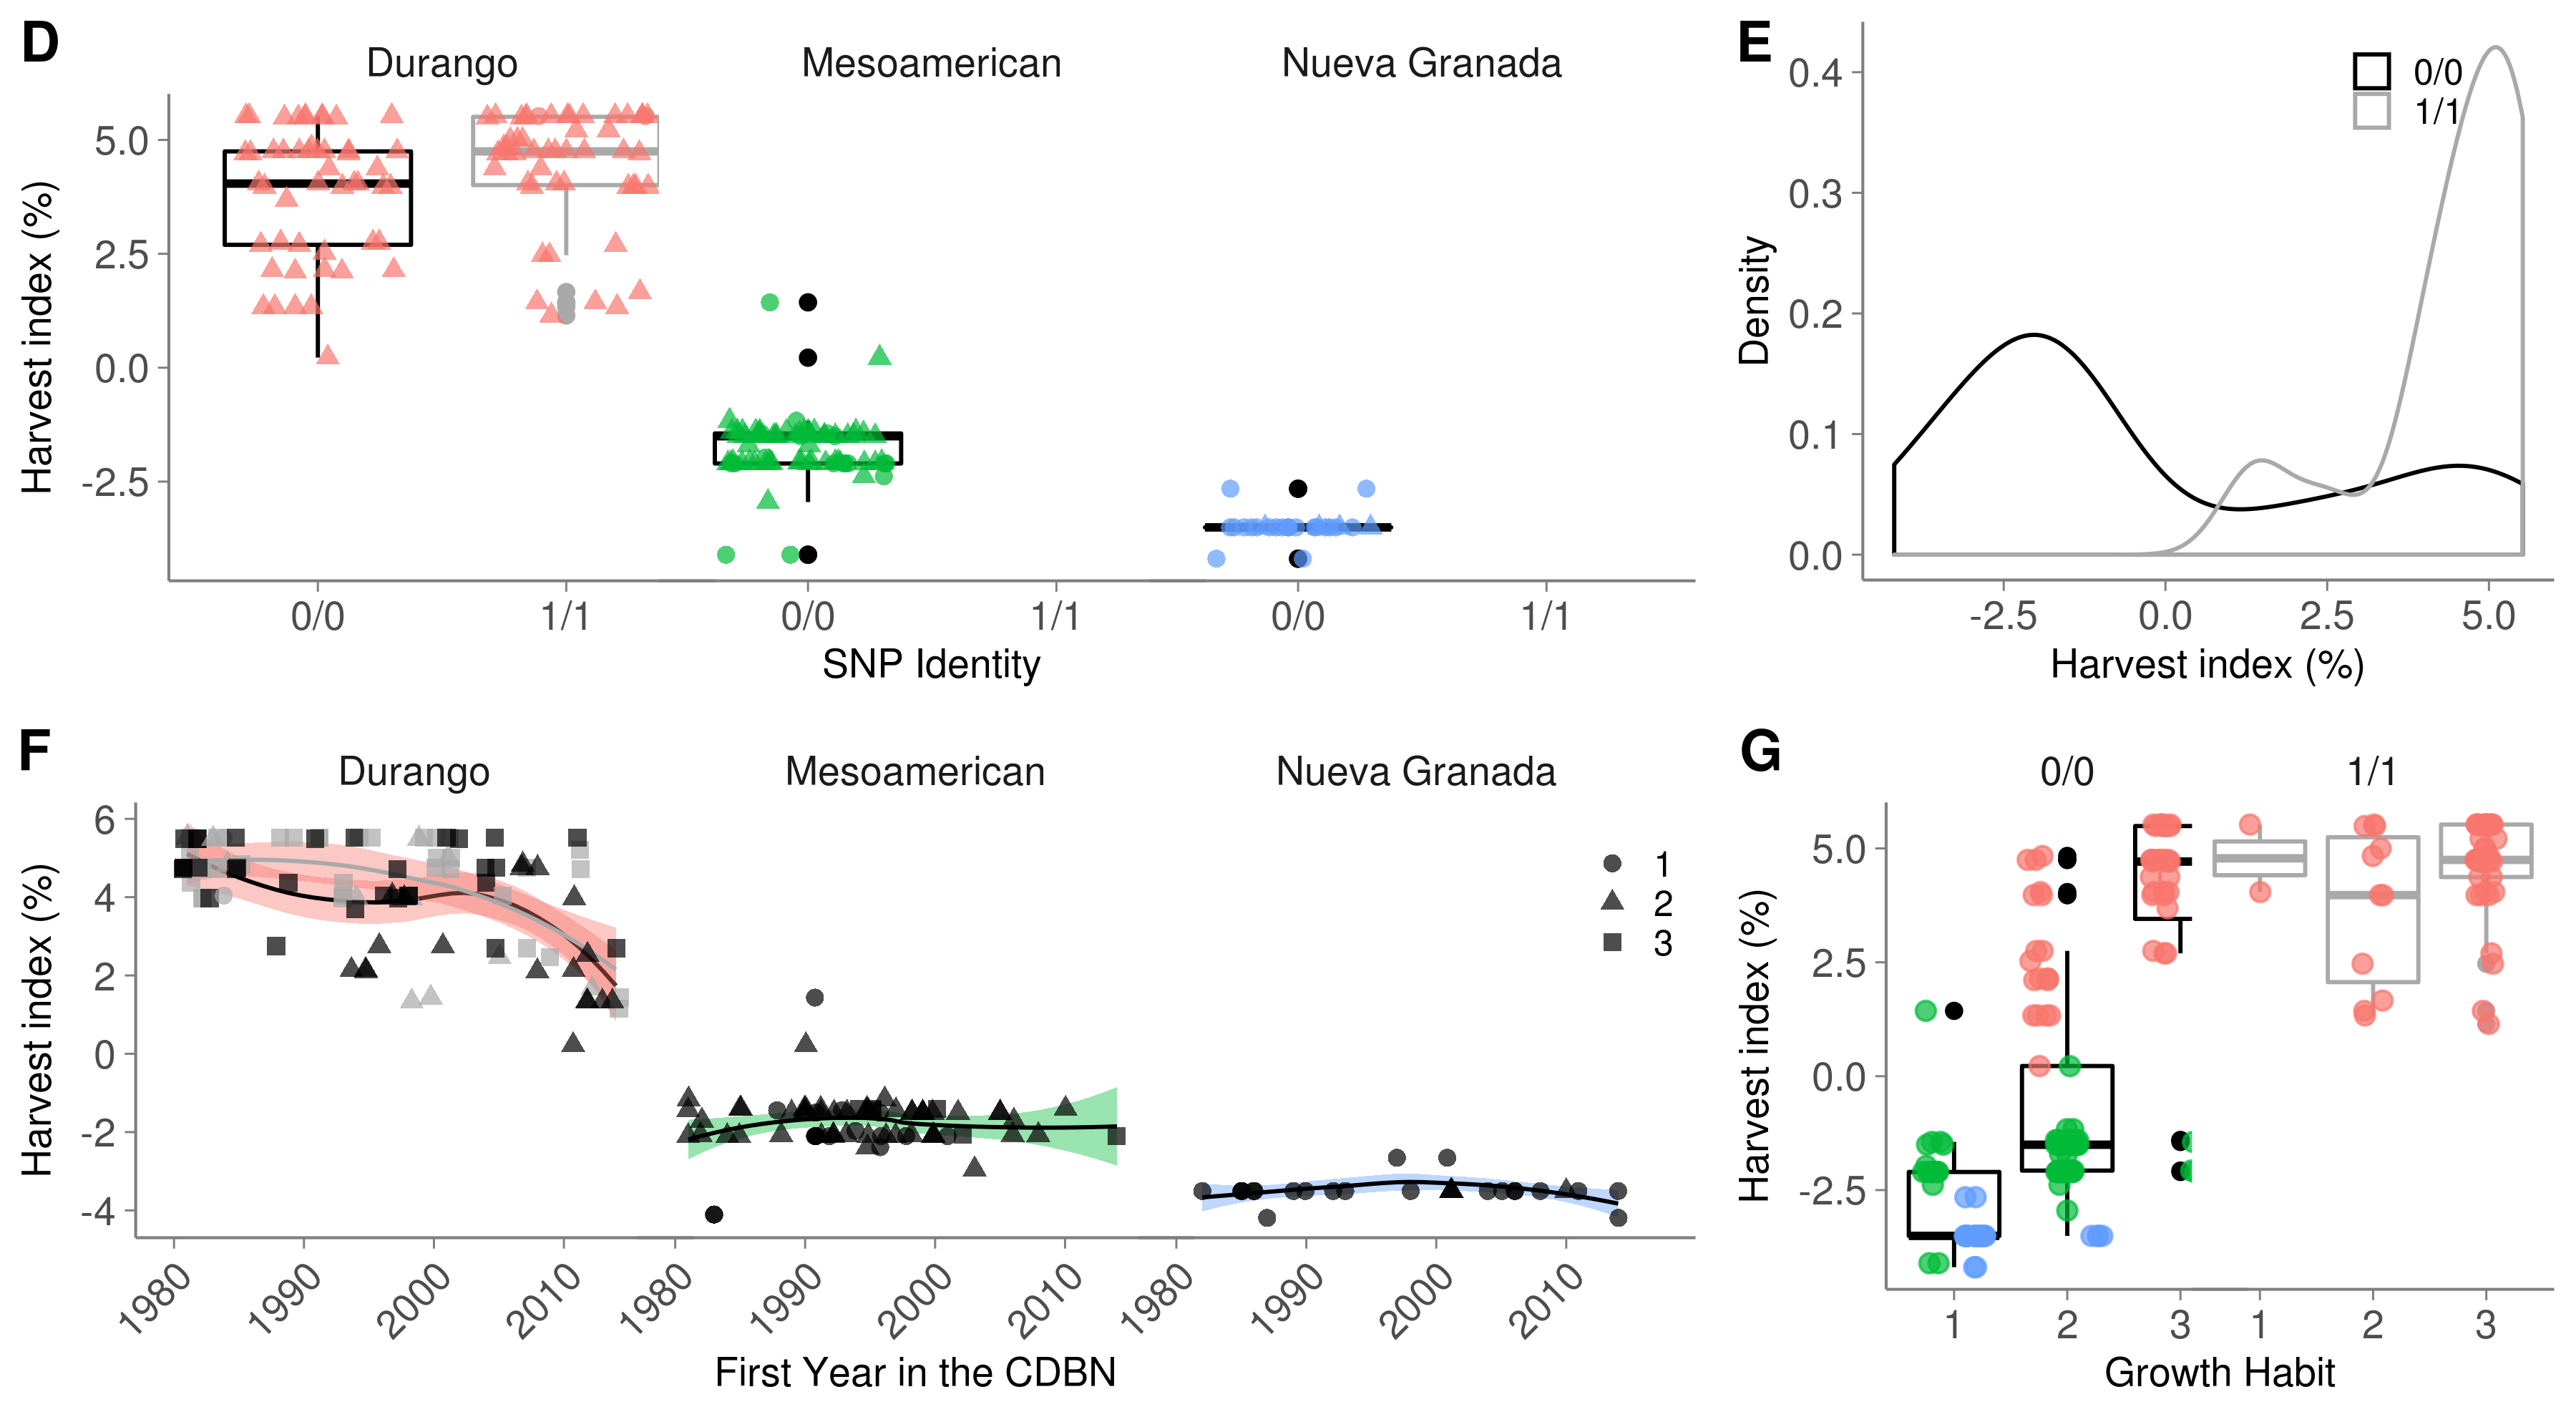 D
Durango Mesoamerican Nueva Granada
Harvest index (%)
5.0
2.5
0.0
-2.5
0/0 1/1 0/0 1/1 0/0 1/1
SNP Identity
E
0/0
1/1
Density
0.4
0.3
0.2
0.1
0.0
-2.5 0.0 2.5 5.0
Harvest index (%)
F
Durango Mesoamerican Nueva Granada
Harvest index (%)
6
4
2
0
-2
-4
1
2
3
1980 1990 2000 2010 1980 1990 2000 2010 1980 1990 2000 2010
First Year in the CDBN
G
0/0 1/1
Harvest index (%)
5.0
2.5
0.0
-2.5
1 2 3 1 2 3
Growth Habit